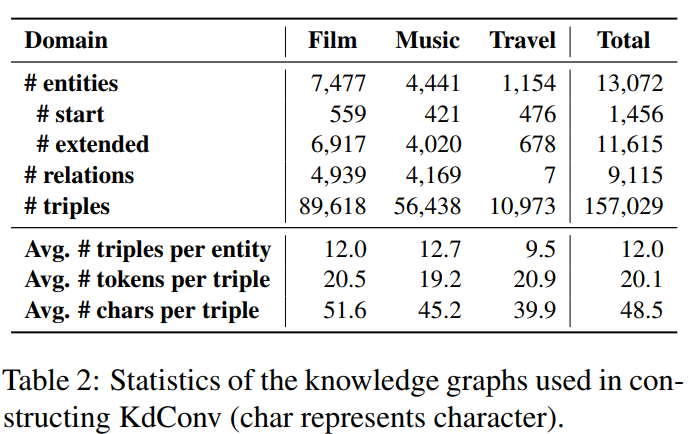 Domain Film Music Travel Total
# entities 7,477 4,441 1,154 13,072
# start 559 421 476 1,456
# extended 6,917 4,020 678 11,615
# relations 4,939 4,169 7 9,115
# triples 89,618 56,438 10,973 157,029
Avg. # triples per entity 12.0 12.7 9.5 12.0
Avg. # tokens per triple 20.5 19.2 20.9 20.1
Avg. # chars per triple 51.6 45.2 39.9 48.5
Table 2: Statistics of the knowledge graphs used in con-
structing KdConv (char represents character).